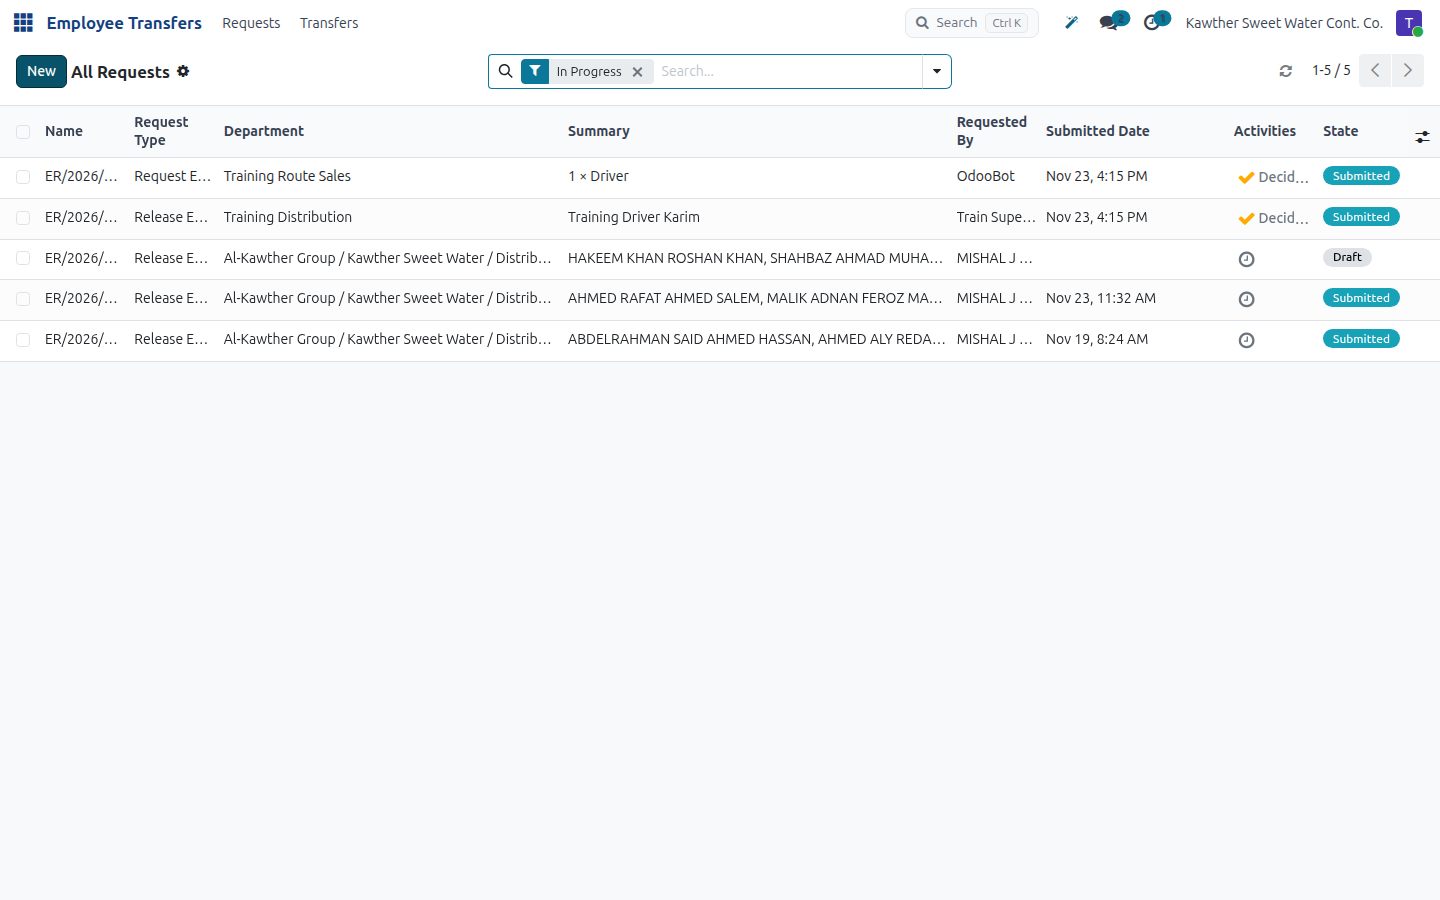 Employee Transfers Requests Transfers Search Ctrl K 2 3 Kawther Sweet Water Cont. Co. T
New All Requests In Progress Search... 1-5 / 5
Name Request Type Department Summary Requested By Submitted Date Activities State
ER/2026/... Request E... Training Route Sales 1 × Driver OdooBot Nov 23, 4:15 PM Decid... Submitted
ER/2026/... Release E... Training Distribution Training Driver Karim Train Supe... Nov 23, 4:15 PM Decid... Submitted
ER/2026/... Release E... Al-Kawther Group / Kawther Sweet Water / Distrib... HAKEEM KHAN ROSHAN KHAN, SHAHBAZ AHMAD MUHA... MISHAL J ... Draft
ER/2026/... Release E... Al-Kawther Group / Kawther Sweet Water / Distrib... AHMED RAFAT AHMED SALEM, MALIK ADNAN FEROZ MA... MISHAL J ... Nov 23, 11:32 AM Submitted
ER/2026/... Release E... Al-Kawther Group / Kawther Sweet Water / Distrib... ABDELRAHMAN SAID AHMED HASSAN, AHMED ALY REDA... MISHAL J ... Nov 19, 8:24 AM Submitted